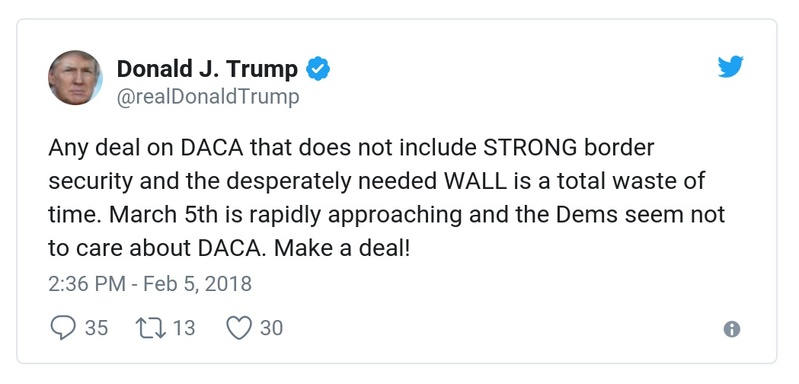 Donald J. Trump
@realDonaldTrump
Any deal on DACA that does not include STRONG border
security and the desperately needed WALL is a total waste of
time. March 5th is rapidly approaching and the Dems seem not
to care about DACA. Make a deal!
2:36 PM - Feb 5, 2018
35 13 30